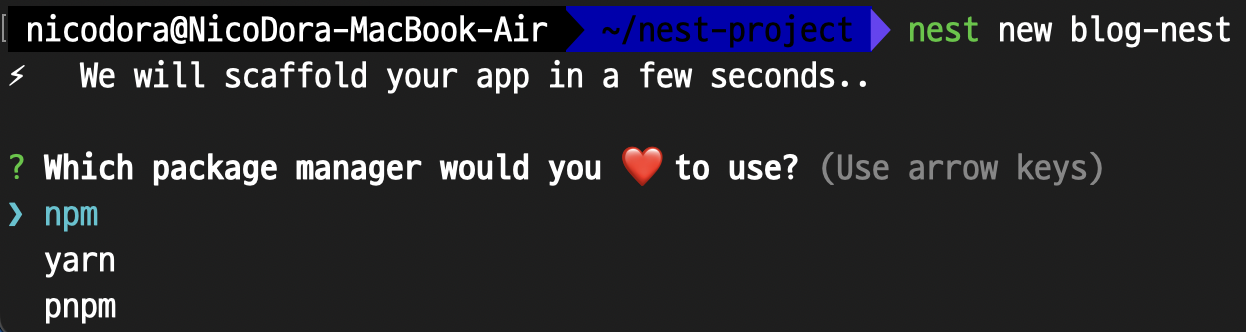 nicodora@NicoDora-MacBook-Air ~/nest-project nest new blog-nest
⚡ We will scaffold your app in a few seconds..
? Which package manager would you ❤️ to use? (Use arrow keys)
❯ npm
yarn
pnpm